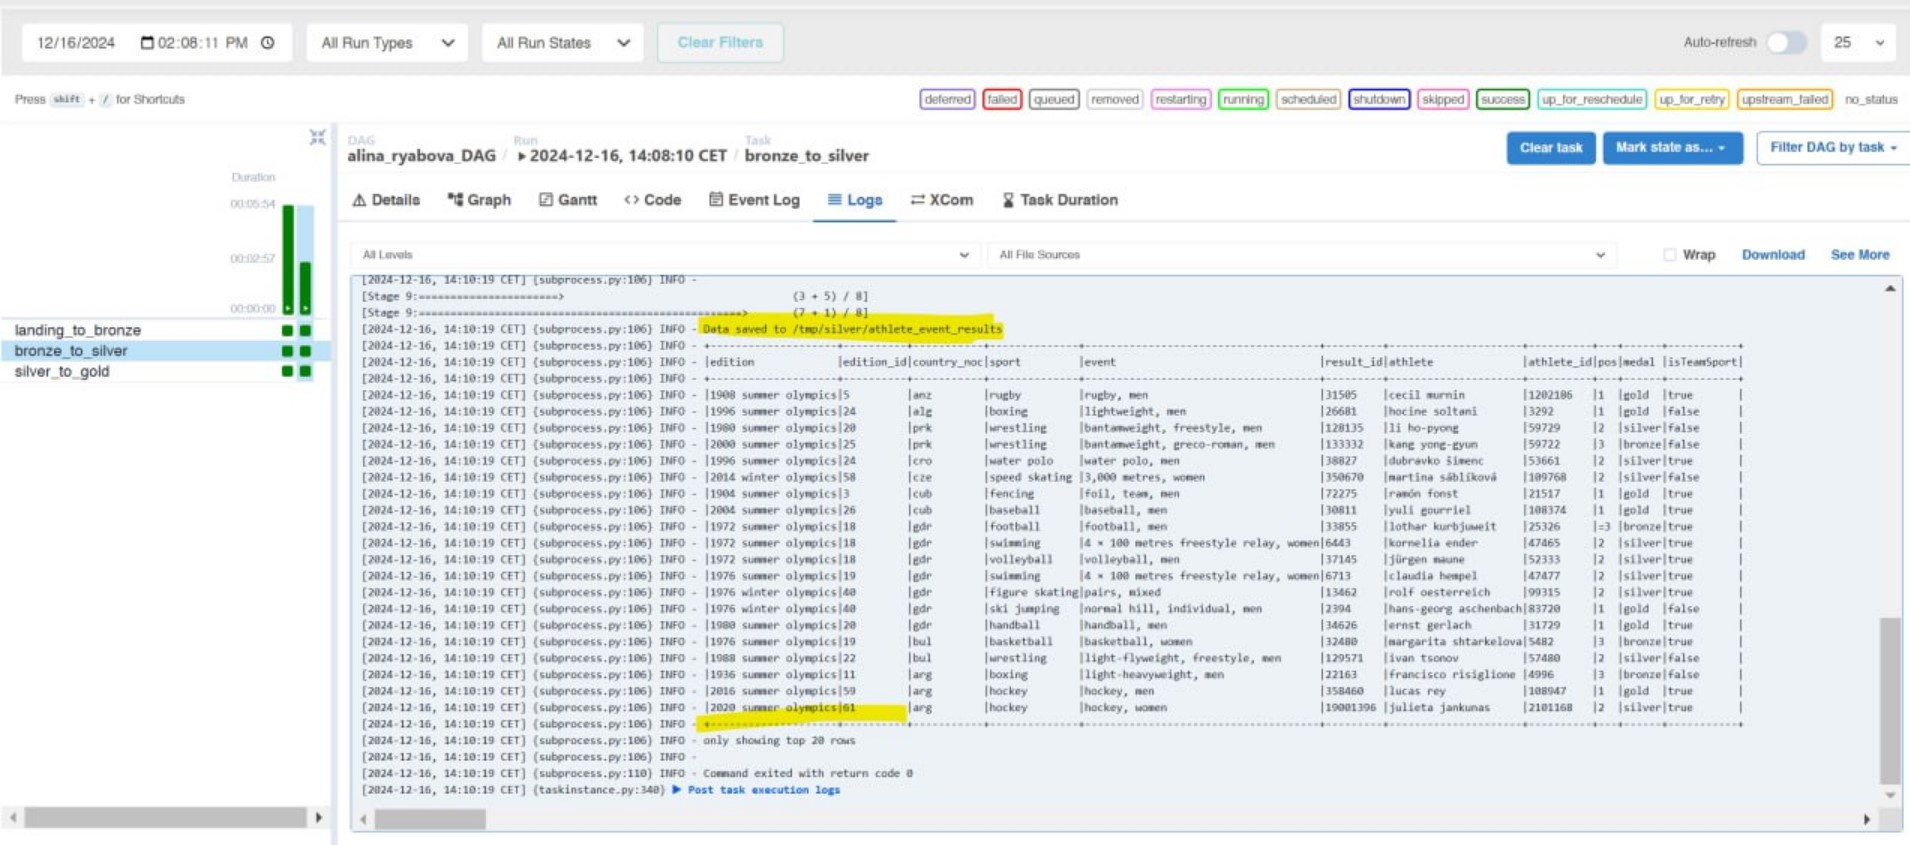 12/16/2024 02:08:11 PM All Run Types All Run States Clear Filters Auto-refresh 25
Press shift + / for Shortcuts deferred failed queued removed restarting running scheduled shutdown skipped success up_for_reschedule up_for_retry upstream_failed no_status
DAG Run Task
alina_ryabova_DAG / ▶ 2024-12-16, 14:08:10 CET / bronze_to_silver Clear task Mark state as... Filter DAG by task
Duration
00:05:54
00:02:57
00:00:00
landing_to_bronze
bronze_to_silver
silver_to_gold
Details Graph Gantt <> Code Event Log Logs XCom Task Duration
All Levels All File Sources Wrap Download See More
[2024-12-16, 14:10:19 CET] {subprocess.py:106} INFO -
[Stage 9:=======================> (3 + 5) / 8]
[Stage 9:===================================================> (7 + 1) / 8]
[2024-12-16, 14:10:19 CET] {subprocess.py:106} INFO - Data saved to /tmp/silver/athlete_event_results
[2024-12-16, 14:10:19 CET] {subprocess.py:106} INFO - +--------------------+----------+-----------+-------------+-----------------------------------+---------+--------------------+----------+---+------+-----------+
[2024-12-16, 14:10:19 CET] {subprocess.py:106} INFO - |edition |edition_id|country_noc|sport |event |result_id|athlete |athlete_id|pos|medal |isTeamSport|
[2024-12-16, 14:10:19 CET] {subprocess.py:106} INFO - +--------------------+----------+-----------+-------------+-----------------------------------+---------+--------------------+----------+---+------+-----------+
[2024-12-16, 14:10:19 CET] {subprocess.py:106} INFO - |1908 summer olympics|5 |anz |rugby |rugby, men |31505 |cecil murnin |1202186 |1 |gold |true |
[2024-12-16, 14:10:19 CET] {subprocess.py:106} INFO - |1996 summer olympics|24 |alg |boxing |lightweight, men |26681 |hocine soltani |3292 |1 |gold |false |
[2024-12-16, 14:10:19 CET] {subprocess.py:106} INFO - |1980 summer olympics|20 |prk |wrestling |bantamweight, freestyle, men |128135 |li ho-pyong |59729 |2 |silver|false |
[2024-12-16, 14:10:19 CET] {subprocess.py:106} INFO - |2000 summer olympics|25 |prk |wrestling |bantamweight, greco-roman, men |133332 |kang yong-gyun |59722 |3 |bronze|false |
[2024-12-16, 14:10:19 CET] {subprocess.py:106} INFO - |1996 summer olympics|24 |cro |water polo |water polo, men |38827 |dubravko šimenc |53661 |2 |silver|true |
[2024-12-16, 14:10:19 CET] {subprocess.py:106} INFO - |2014 winter olympics|58 |cze |speed skating |3,000 metres, women |350670 |martina sáblíková |109768 |2 |silver|false |
[2024-12-16, 14:10:19 CET] {subprocess.py:106} INFO - |1904 summer olympics|3 |cub |fencing |foil, team, men |72275 |ramón fonst |21517 |1 |gold |true |
[2024-12-16, 14:10:19 CET] {subprocess.py:106} INFO - |2004 summer olympics|26 |cub |baseball |baseball, men |30811 |yuli gourriel |108374 |1 |gold |true |
[2024-12-16, 14:10:19 CET] {subprocess.py:106} INFO - |1972 summer olympics|18 |gdr |football |football, men |33855 |lothar kurbjuweit |25326 |=3 |bronze|true |
[2024-12-16, 14:10:19 CET] {subprocess.py:106} INFO - |1972 summer olympics|18 |gdr |swimming |4 × 100 metres freestyle relay, women|6443 |kornelia ender |47465 |2 |silver|true |
[2024-12-16, 14:10:19 CET] {subprocess.py:106} INFO - |1972 summer olympics|18 |gdr |volleyball |volleyball, men |37145 |jürgen maune |52333 |2 |silver|true |
[2024-12-16, 14:10:19 CET] {subprocess.py:106} INFO - |1976 summer olympics|19 |gdr |swimming |4 × 100 metres freestyle relay, women|6713 |claudia hempel |47477 |2 |silver|true |
[2024-12-16, 14:10:19 CET] {subprocess.py:106} INFO - |1976 winter olympics|40 |gdr |figure skating|pairs, mixed |13462 |rolf oesterreich |99315 |2 |silver|true |
[2024-12-16, 14:10:19 CET] {subprocess.py:106} INFO - |1976 winter olympics|40 |gdr |ski jumping |normal hill, individual, men |2394 |hans-georg aschenbach|83720 |1 |gold |false |
[2024-12-16, 14:10:19 CET] {subprocess.py:106} INFO - |1980 summer olympics|20 |gdr |handball |handball, men |34626 |ernst gerlach |31729 |1 |gold |true |
[2024-12-16, 14:10:19 CET] {subprocess.py:106} INFO - |1976 summer olympics|19 |bul |basketball |basketball, women |32480 |margarita shtarkelova|5482 |3 |bronze|true |
[2024-12-16, 14:10:19 CET] {subprocess.py:106} INFO - |1988 summer olympics|22 |bul |wrestling |light-flyweight, freestyle, men |129571 |ivan tsonov |57480 |2 |silver|false |
[2024-12-16, 14:10:19 CET] {subprocess.py:106} INFO - |1936 summer olympics|11 |arg |boxing |light-heavyweight, men |22163 |francisco risiglione |4996 |3 |bronze|false |
[2024-12-16, 14:10:19 CET] {subprocess.py:106} INFO - |2016 summer olympics|59 |arg |hockey |hockey, men |358460 |lucas rey |108947 |1 |gold |true |
[2024-12-16, 14:10:19 CET] {subprocess.py:106} INFO - |2020 summer olympics|61 |arg |hockey |hockey, women |19001396 |julieta jankunas |2101168 |2 |silver|true |
[2024-12-16, 14:10:19 CET] {subprocess.py:106} INFO - +--------------------+----------+-----------+-------------+-----------------------------------+---------+--------------------+----------+---+------+-----------+
[2024-12-16, 14:10:19 CET] {subprocess.py:106} INFO - only showing top 20 rows
[2024-12-16, 14:10:19 CET] {subprocess.py:106} INFO -
[2024-12-16, 14:10:19 CET] {subprocess.py:110} INFO - Command exited with return code 0
[2024-12-16, 14:10:19 CET] {taskinstance.py:340} ▶ Post task execution logs